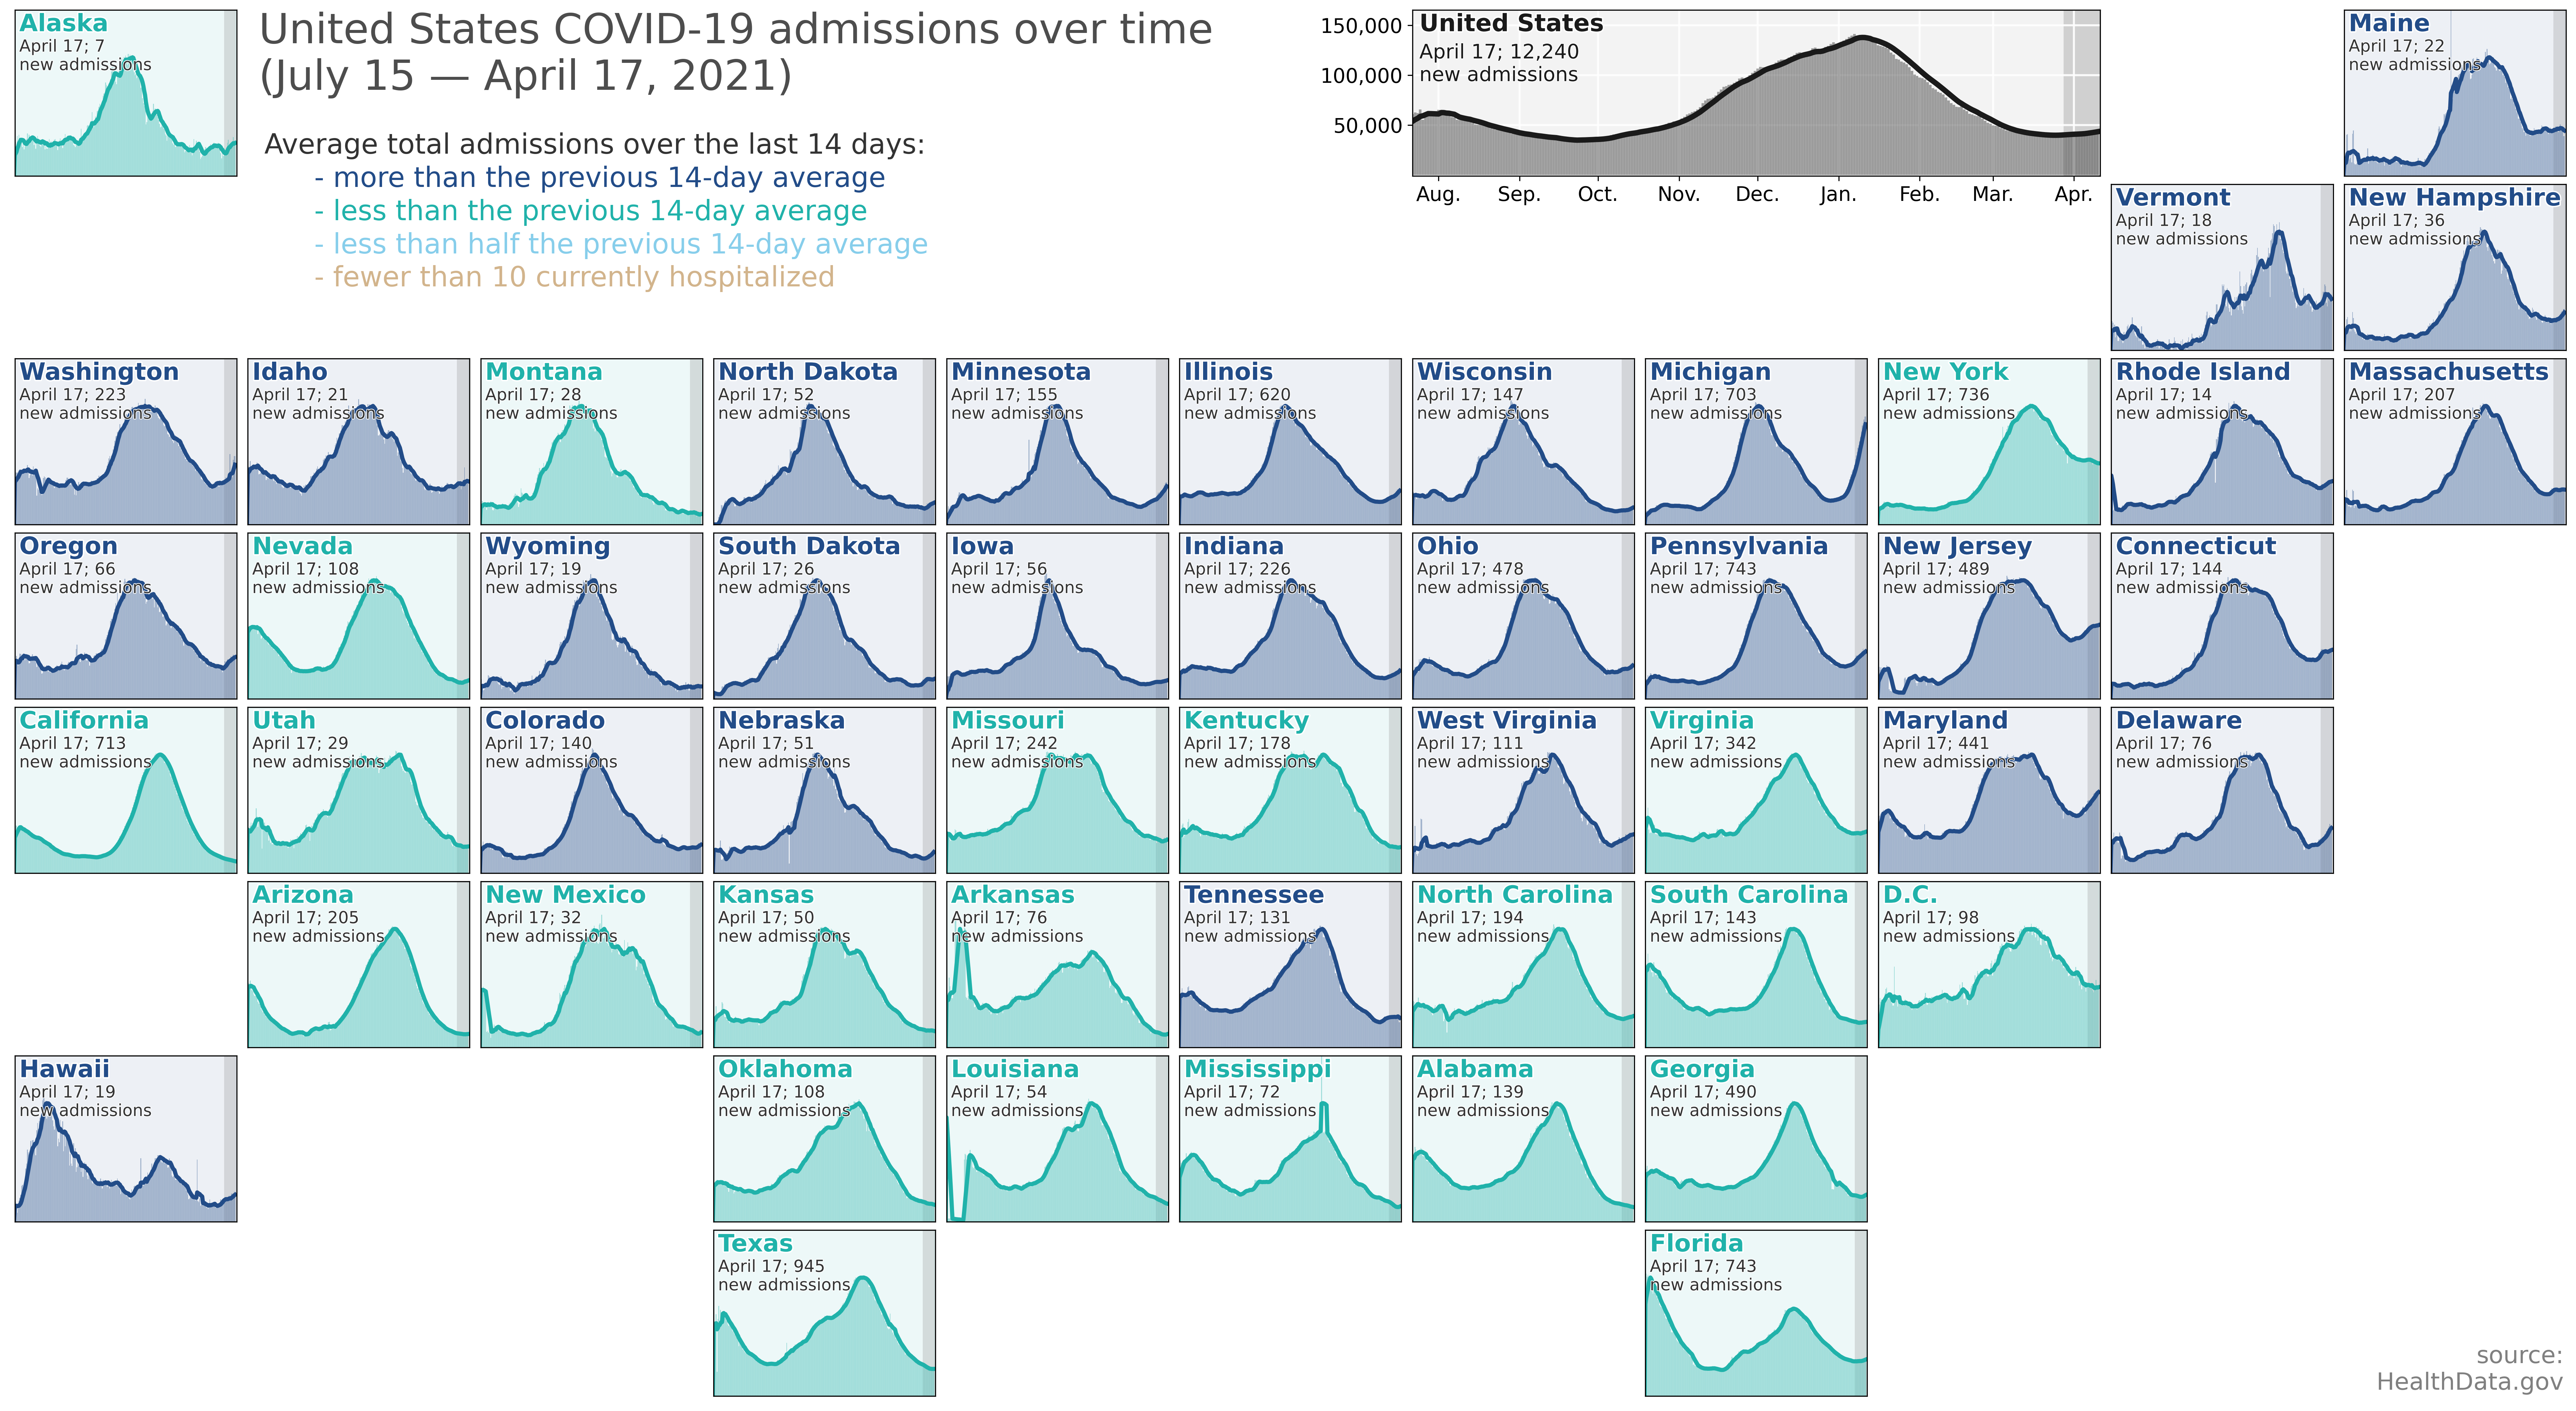 Alaska
April 17; 7
new admissions
United States COVID-19 admissions over time
(July 15 — April 17, 2021)
Average total admissions over the last 14 days:
- more than the previous 14-day average
- less than the previous 14-day average
- less than half the previous 14-day average
- fewer than 10 currently hospitalized
150,000
100,000
50,000
United States
April 17; 12,240
new admissions
Aug. Sep. Oct. Nov. Dec. Jan. Feb. Mar. Apr.
Maine
April 17; 22
new admissions
Vermont
April 17; 18
new admissions
New Hampshire
April 17; 36
new admissions
Washington
April 17; 223
new admissions
Idaho
April 17; 21
new admissions
Montana
April 17; 28
new admissions
North Dakota
April 17; 52
new admissions
Minnesota
April 17; 155
new admissions
Illinois
April 17; 620
new admissions
Wisconsin
April 17; 147
new admissions
Michigan
April 17; 703
new admissions
New York
April 17; 736
new admissions
Rhode Island
April 17; 14
new admissions
Massachusetts
April 17; 207
new admissions
Oregon
April 17; 66
new admissions
Nevada
April 17; 108
new admissions
Wyoming
April 17; 19
new admissions
South Dakota
April 17; 26
new admissions
Iowa
April 17; 56
new admissions
Indiana
April 17; 226
new admissions
Ohio
April 17; 478
new admissions
Pennsylvania
April 17; 743
new admissions
New Jersey
April 17; 489
new admissions
Connecticut
April 17; 144
new admissions
California
April 17; 713
new admissions
Utah
April 17; 29
new admissions
Colorado
April 17; 140
new admissions
Nebraska
April 17; 51
new admissions
Missouri
April 17; 242
new admissions
Kentucky
April 17; 178
new admissions
West Virginia
April 17; 111
new admissions
Virginia
April 17; 342
new admissions
Maryland
April 17; 441
new admissions
Delaware
April 17; 76
new admissions
Arizona
April 17; 205
new admissions
New Mexico
April 17; 32
new admissions
Kansas
April 17; 50
new admissions
Arkansas
April 17; 76
new admissions
Tennessee
April 17; 131
new admissions
North Carolina
April 17; 194
new admissions
South Carolina
April 17; 143
new admissions
D.C.
April 17; 98
new admissions
Hawaii
April 17; 19
new admissions
Oklahoma
April 17; 108
new admissions
Louisiana
April 17; 54
new admissions
Mississippi
April 17; 72
new admissions
Alabama
April 17; 139
new admissions
Georgia
April 17; 490
new admissions
Texas
April 17; 945
new admissions
Florida
April 17; 743
new admissions
source:
HealthData.gov